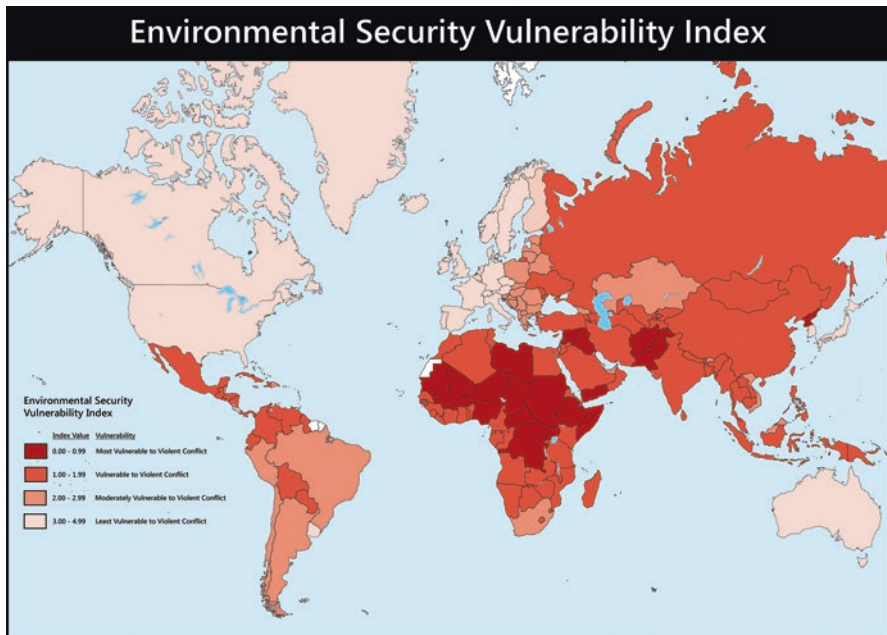 Environmental Security Vulnerability Index
Environmental Security
Vulnerability Index
Index Value Vulnerability
0.00 - 0.99 Most Vulnerable to Violent Conflict
1.00 - 1.99 Vulnerable to Violent Conflict
2.00 - 2.99 Moderately Vulnerable to Violent Conflict
3.00 - 4.99 Least Vulnerable to Violent Conflict